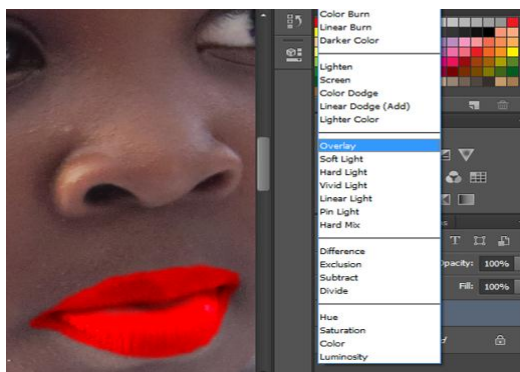 Color Burn
Linear Burn
Darker Color
Lighten
Screen
Color Dodge
Linear Dodge (Add)
Lighter Color
Overlay
Soft Light
Hard Light
Vivid Light
Linear Light
Pin Light
Hard Mix
Difference
Exclusion
Subtract
Divide
Hue
Saturation
Color
Luminosity
T
100%
Fill: 100%